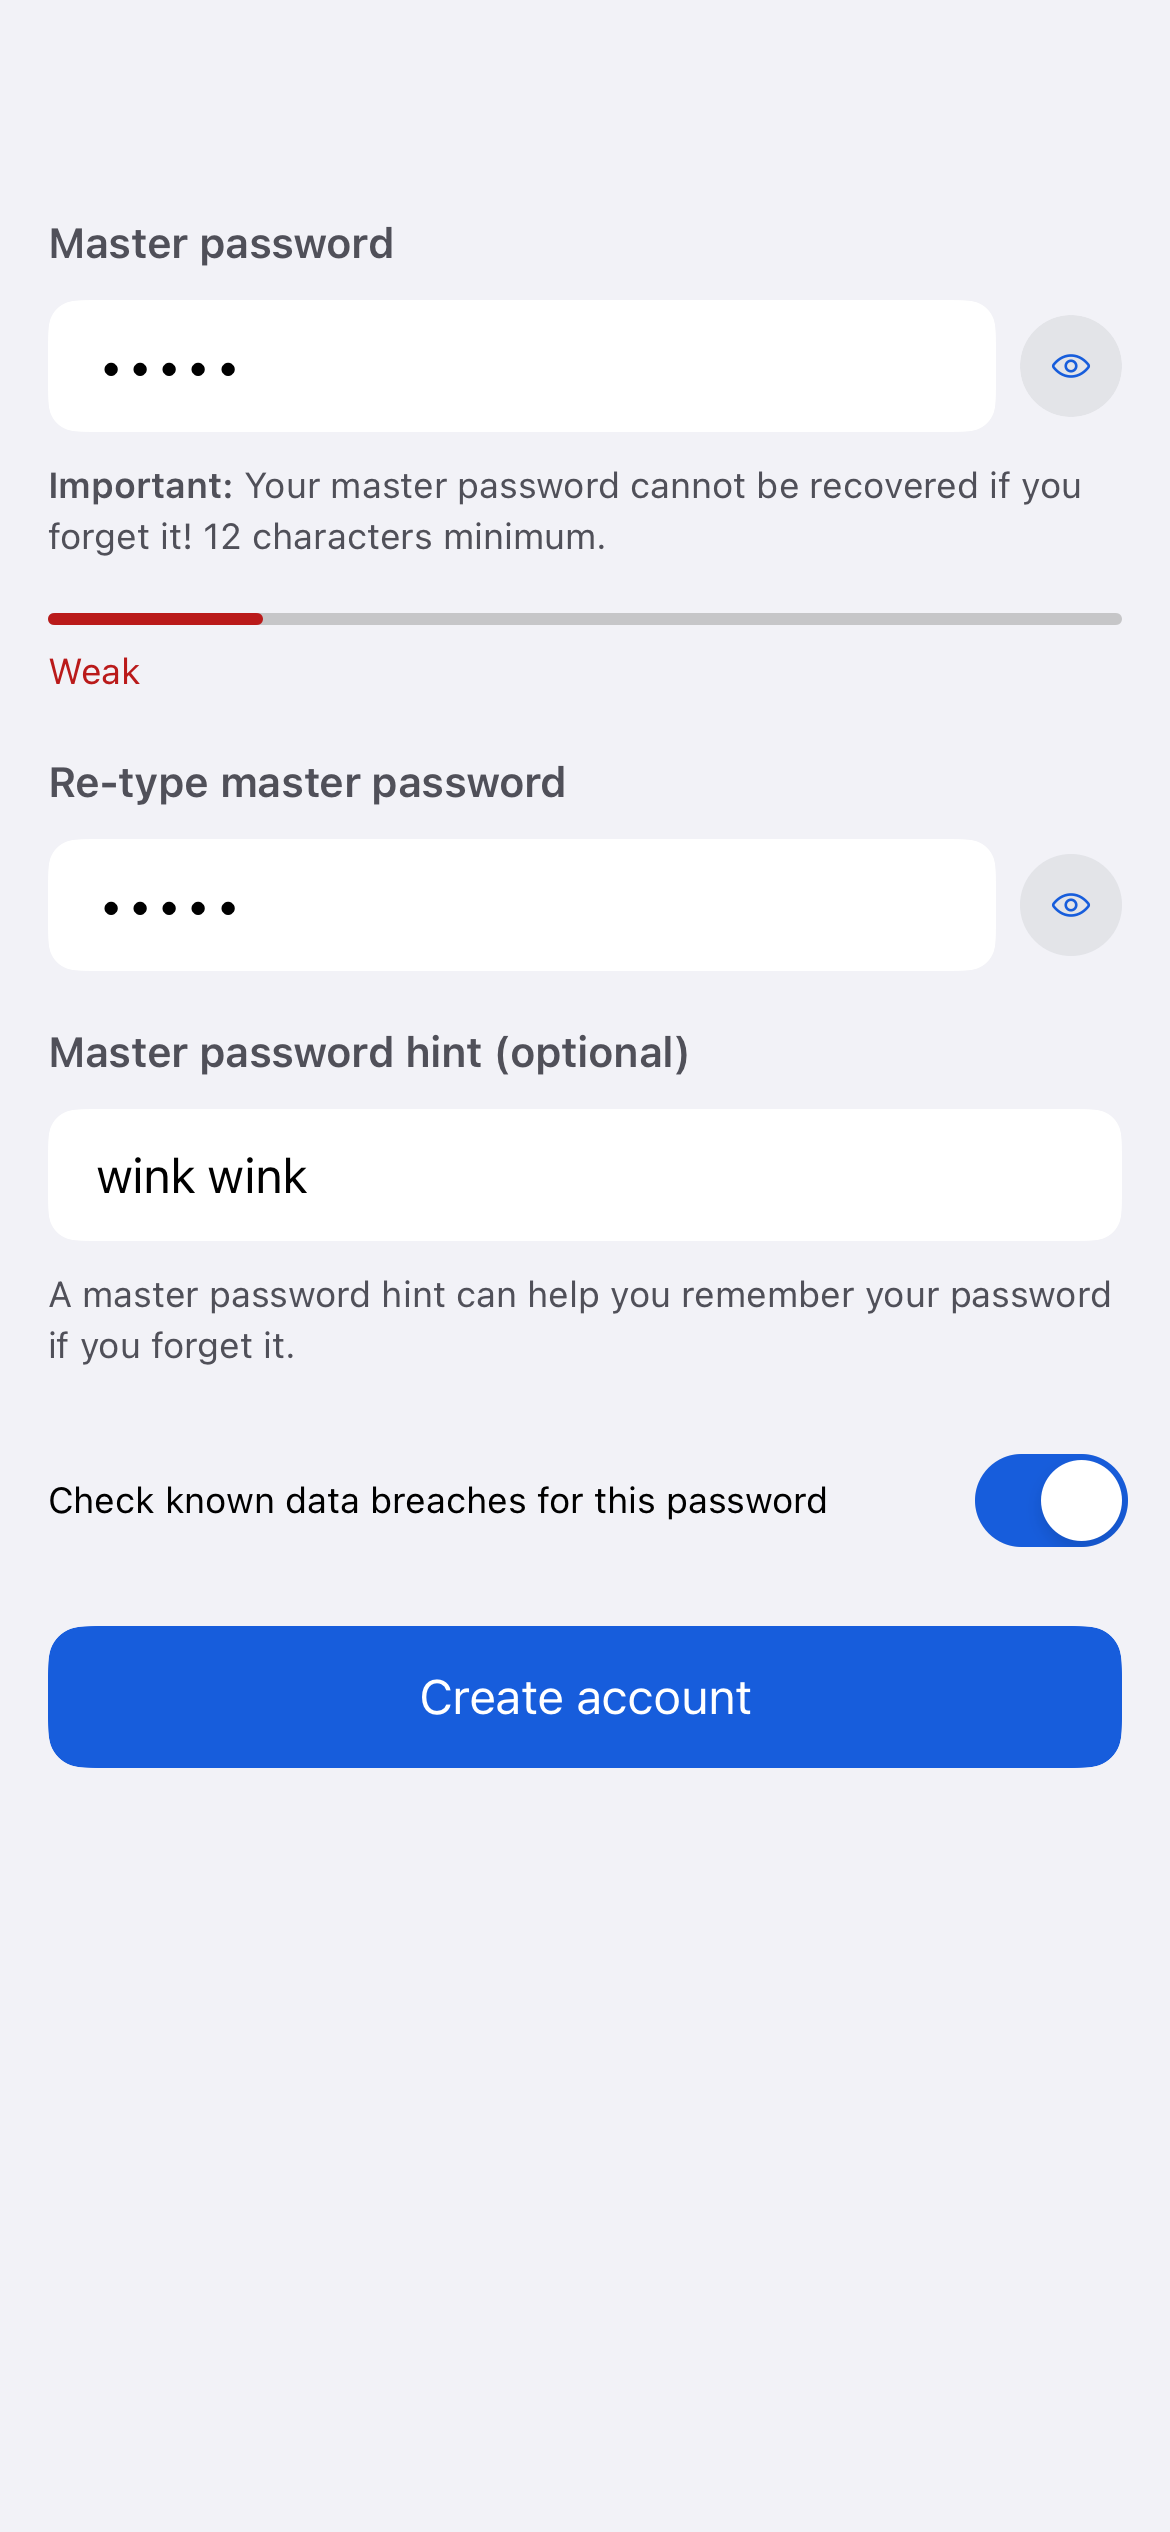 Master password
•••••
Important: Your master password cannot be recovered if you
forget it! 12 characters minimum.
Weak
Re-type master password
•••••
Master password hint (optional)
wink wink
A master password hint can help you remember your password
if you forget it.
Check known data breaches for this password
Create account